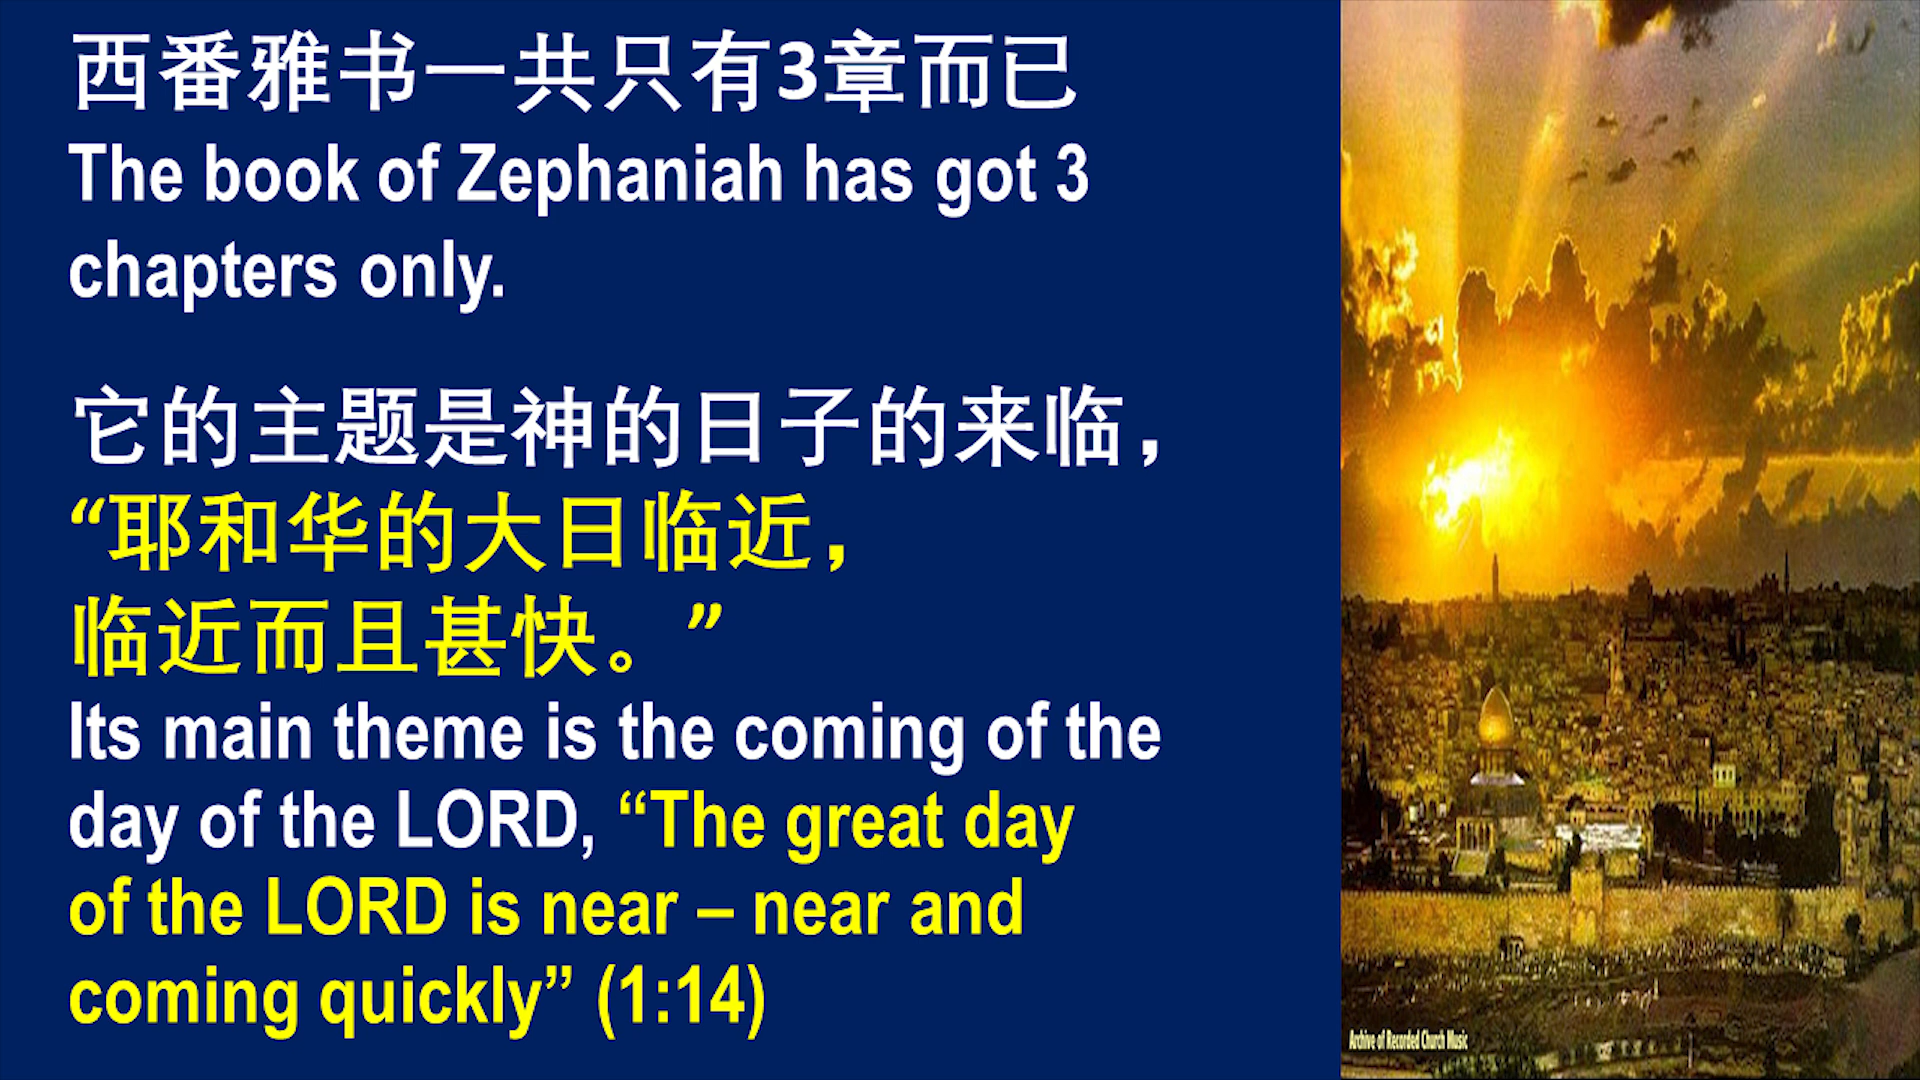 西番雅书一共只有3章而已
The book of Zephaniah has got 3
chapters only.
它的主题是神的日子的来临，
“耶和华的大日临近，
临近而且甚快。”
Its main theme is the coming of the
day of the LORD, “The great day
of the LORD is near – near and
coming quickly” (1:14)
Archive of Recorded Church Music